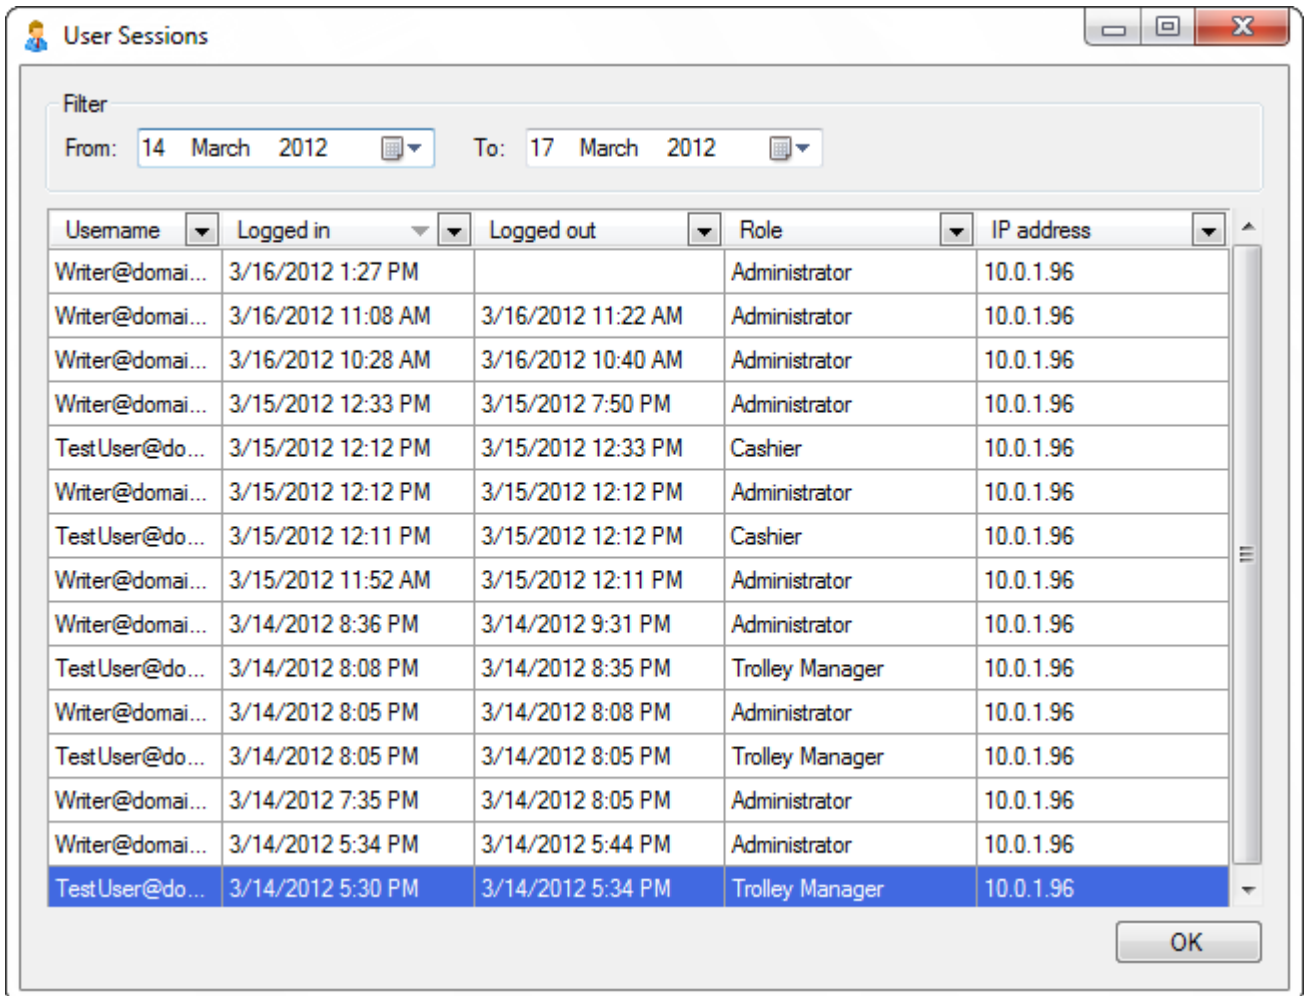 User Sessions
Filter
From: 14 March 2012 To: 17 March 2012
Username Logged in Logged out Role IP address
Writer@domai... 3/16/2012 1:27 PM Administrator 10.0.1.96
Writer@domai... 3/16/2012 11:08 AM 3/16/2012 11:22 AM Administrator 10.0.1.96
Writer@domai... 3/16/2012 10:28 AM 3/16/2012 10:40 AM Administrator 10.0.1.96
Writer@domai... 3/15/2012 12:33 PM 3/15/2012 7:50 PM Administrator 10.0.1.96
TestUser@do... 3/15/2012 12:12 PM 3/15/2012 12:33 PM Cashier 10.0.1.96
Writer@domai... 3/15/2012 12:12 PM 3/15/2012 12:12 PM Administrator 10.0.1.96
TestUser@do... 3/15/2012 12:11 PM 3/15/2012 12:12 PM Cashier 10.0.1.96
Writer@domai... 3/15/2012 11:52 AM 3/15/2012 12:11 PM Administrator 10.0.1.96
Writer@domai... 3/14/2012 8:36 PM 3/14/2012 9:31 PM Administrator 10.0.1.96
TestUser@do... 3/14/2012 8:08 PM 3/14/2012 8:35 PM Trolley Manager 10.0.1.96
Writer@domai... 3/14/2012 8:05 PM 3/14/2012 8:08 PM Administrator 10.0.1.96
TestUser@do... 3/14/2012 8:05 PM 3/14/2012 8:05 PM Trolley Manager 10.0.1.96
Writer@domai... 3/14/2012 7:35 PM 3/14/2012 8:05 PM Administrator 10.0.1.96
Writer@domai... 3/14/2012 5:34 PM 3/14/2012 5:44 PM Administrator 10.0.1.96
TestUser@do... 3/14/2012 5:30 PM 3/14/2012 5:34 PM Trolley Manager 10.0.1.96
OK